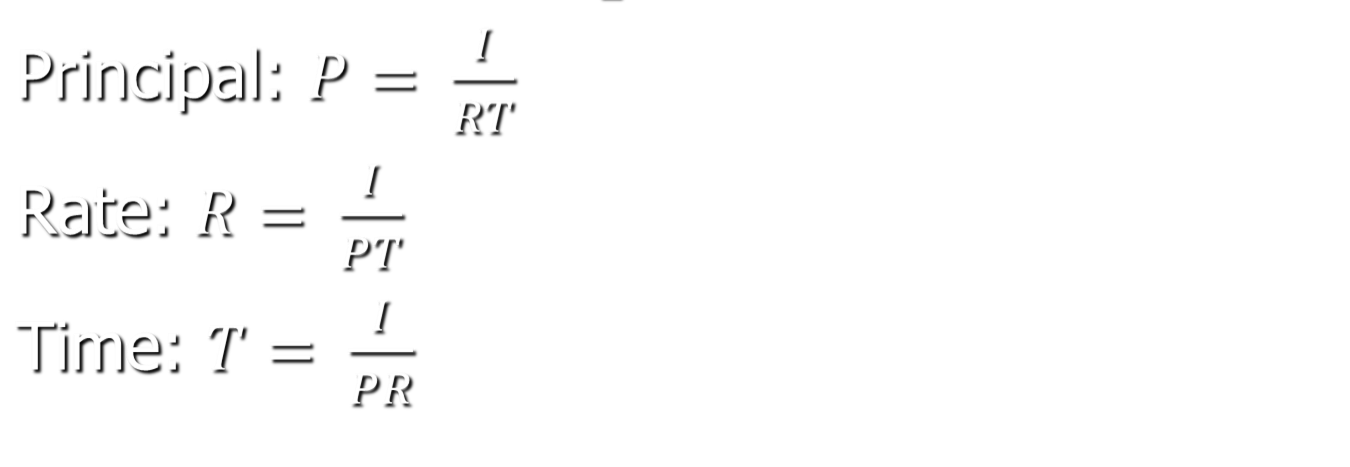 Principal: P = I/RT
Rate: R = I/PT
Time: T = I/PR